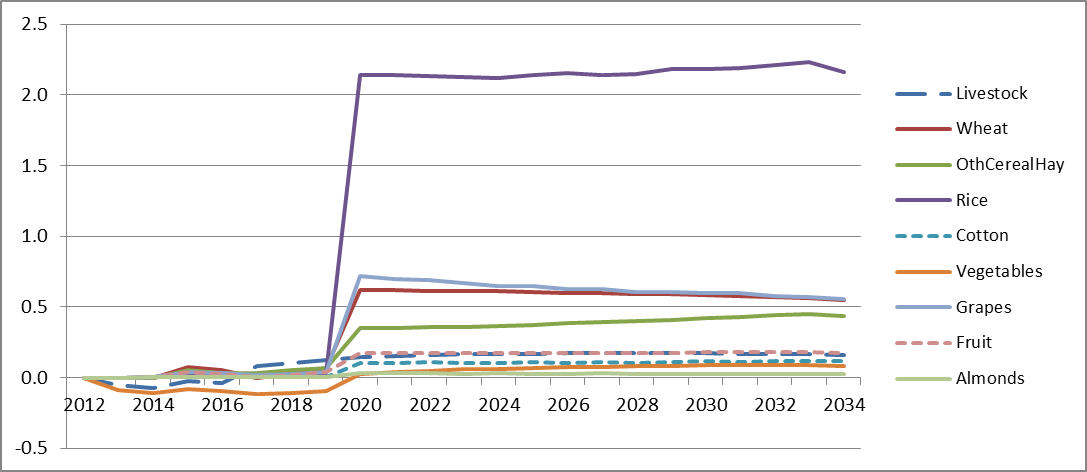 2.5
2.0
1.5
1.0
0.5
0.0
-0.5
2012 2014 2016 2018 2020 2022 2024 2026 2028 2030 2032 2034
Livestock
Wheat
OthCerealHay
Rice
Cotton
Vegetables
Grapes
Fruit
Almonds